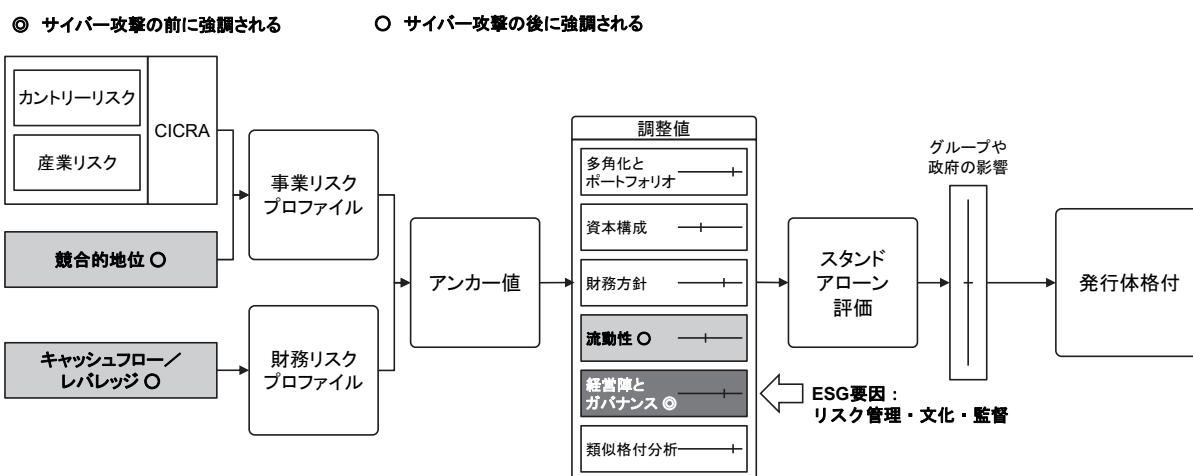 ◎ サイバー攻撃の前に強調される
○ サイバー攻撃の後に強調される
カントリーリスク
産業リスク
CICRA
競合的地位 ○
キャッシュフロー／
レバレッジ ○
事業リスク
プロファイル
財務リスク
プロファイル
アンカー値
調整値
多角化と
ポートフォリオ
資本構成
財務方針
流動性 ○
経営陣と
ガバナンス ◎
類似格付分析
ESG要因：
リスク管理・文化・監督
スタンド
アローン
評価
グループや
政府の影響
発行体格付